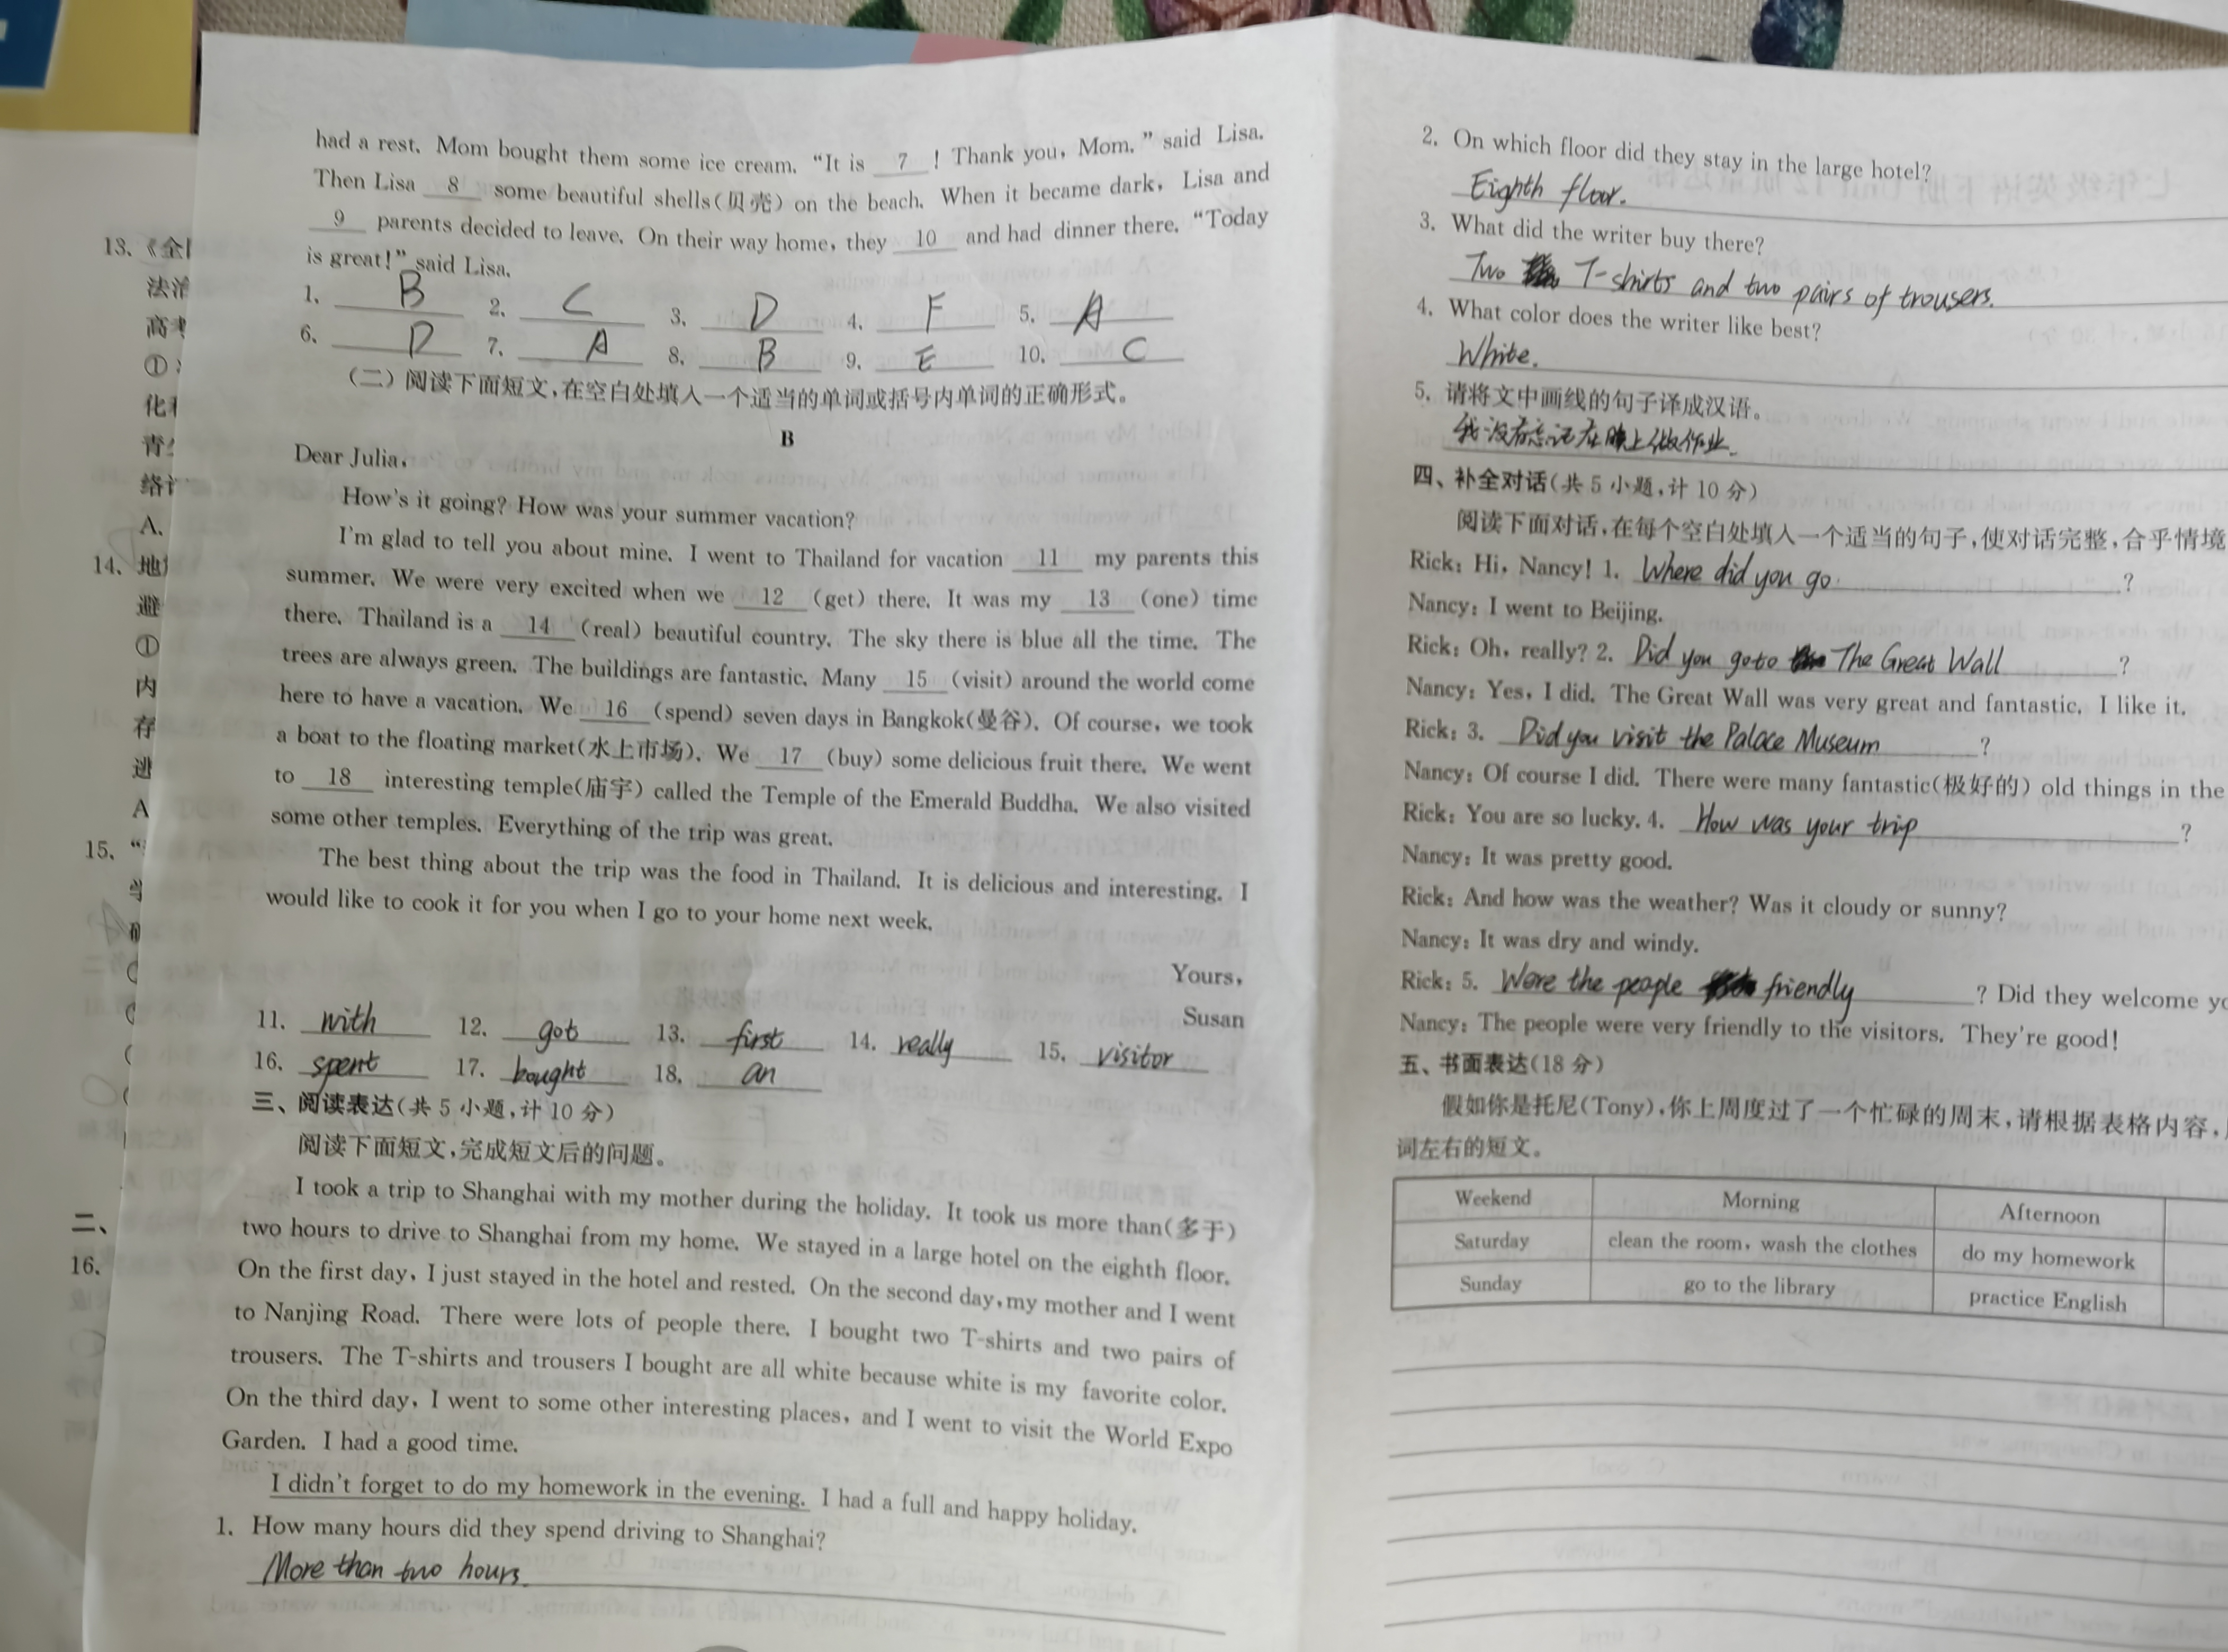 had a rest. Mom bought them some ice cream. “It is 7 ! Thank you, Mom.” said Lisa.
Then Lisa 8 some beautiful shells(贝壳) on the beach. When it became dark, Lisa and
9 parents decided to leave. On their way home, they 10 and had dinner there. “Today
is great!” said Lisa.
1. B 2. C 3. D 4. F 5. A
6. D 7. A 8. B 9. E 10. C
(二)阅读下面短文,在空白处填入一个适当的单词或括号内单词的正确形式。
B
Dear Julia,
How's it going? How was your summer vacation?
I'm glad to tell you about mine. I went to Thailand for vacation 11 my parents this
summer. We were very excited when we 12 (get) there. It was my 13 (one) time
there. Thailand is a 14 (real) beautiful country. The sky there is blue all the time. The
trees are always green. The buildings are fantastic. Many 15 (visit) around the world come
here to have a vacation. We 16 (spend) seven days in Bangkok(曼谷). Of course, we took
a boat to the floating market(水上市场). We 17 (buy) some delicious fruit there. We went
to 18 interesting temple(庙宇) called the Temple of the Emerald Buddha. We also visited
some other temples. Everything of the trip was great.
The best thing about the trip was the food in Thailand. It is delicious and interesting. I
would like to cook it for you when I go to your home next week.
Yours,
Susan
11. with 12. got 13. first 14. really 15. visitor
16. spent 17. bought 18. an
三、阅读表达(共 5 小题,计 10 分)
阅读下面短文,完成短文后的问题。
I took a trip to Shanghai with my mother during the holiday. It took us more than(多于)
two hours to drive to Shanghai from my home. We stayed in a large hotel on the eighth floor.
On the first day, I just stayed in the hotel and rested. On the second day, my mother and I went
to Nanjing Road. There were lots of people there. I bought two T-shirts and two pairs of
trousers. The T-shirts and trousers I bought are all white because white is my favorite color.
On the third day, I went to some other interesting places, and I went to visit the World Expo
Garden. I had a good time.
I didn't forget to do my homework in the evening. I had a full and happy holiday.
1. How many hours did they spend driving to Shanghai?
More than two hours.
2. On which floor did they stay in the large hotel?
Eighth floor.
3. What did the writer buy there?
Two T-shirts and two pairs of trousers.
4. What color does the writer like best?
White.
5. 请将文中画线的句子译成汉语。
我没有忘记在晚上做作业.
四、补全对话(共 5 小题,计 10 分)
阅读下面对话,在每个空白处填入一个适当的句子,使对话完整,合乎情境
Rick: Hi, Nancy! 1. Where did you go ?
Nancy: I went to Beijing.
Rick: Oh, really? 2. Did you go to The Great Wall ?
Nancy: Yes, I did. The Great Wall was very great and fantastic. I like it.
Rick: 3. Did you visit the Palace Museum ?
Nancy: Of course I did. There were many fantastic(极好的) old things in the
Rick: You are so lucky. 4. How was your trip ?
Nancy: It was pretty good.
Rick: And how was the weather? Was it cloudy or sunny?
Nancy: It was dry and windy.
Rick: 5. Were the people friendly ? Did they welcome
Nancy: The people were very friendly to the visitors. They're good!
五、书面表达(18 分)
假如你是托尼(Tony),你上周度过了一个忙碌的周末,请根据表格内容,
词左右的短文。
Weekend Morning Afternoon
Saturday clean the room, wash the clothes do my homework
Sunday go to the library practice English
13.《全
法治
高考
①
化
青
络
A.
14. 地
避
①
内
存
进
A
15. “
二、
16.